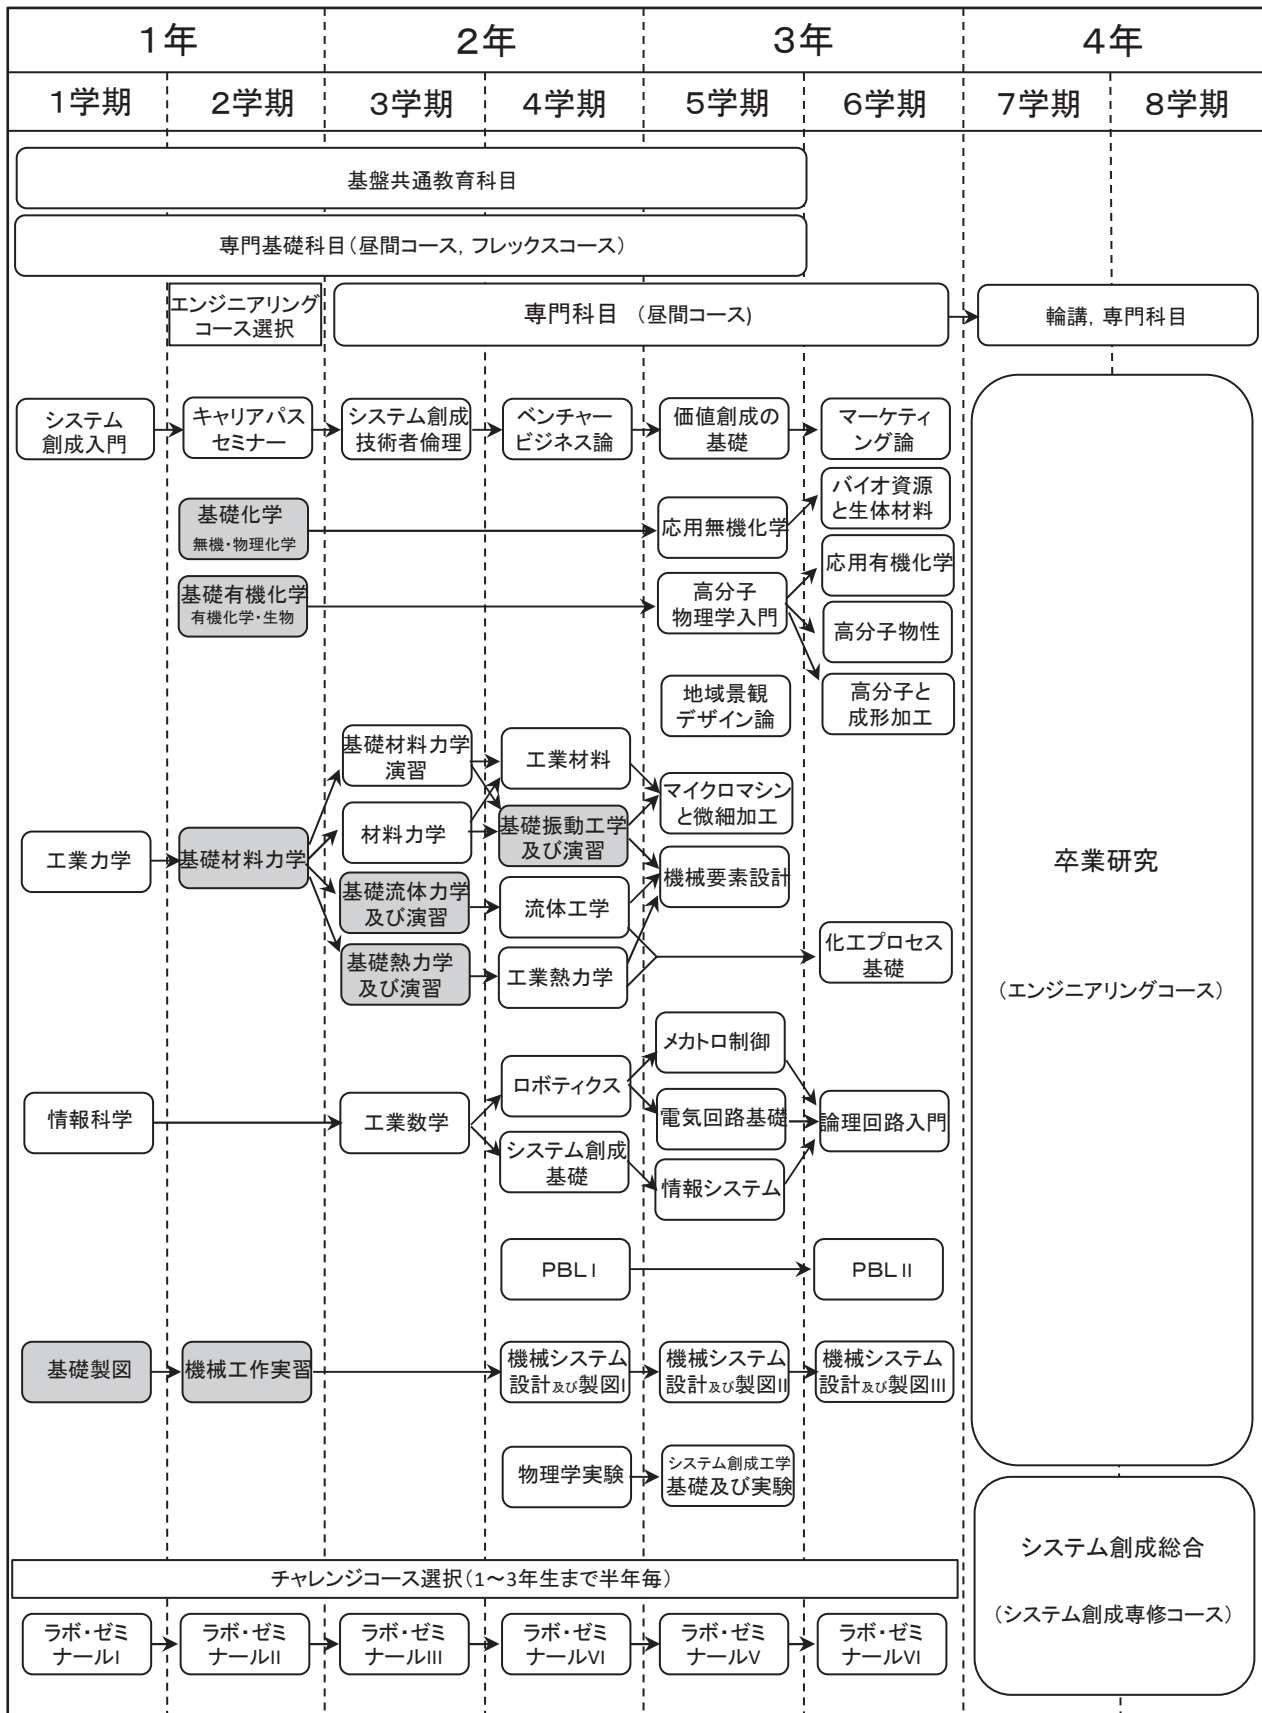 1年
2年
3年
4年
1学期
2学期
3学期
4学期
5学期
6学期
7学期
8学期
基盤共通教育科目
専門基礎科目(昼間コース, フレックスコース)
エンジニアリング
コース選択
専門科目 (昼間コース)
輪講, 専門科目
システム
創成入門
キャリアパス
セミナー
システム創成
技術者倫理
ベンチャー
ビジネス論
価値創成の
基礎
マーケティ
ング論
基礎化学
無機・物理化学
応用無機化学
バイオ資源
と生体材料
基礎有機化学
有機化学・生物
高分子
物理学入門
応用有機化学
高分子物性
地域景観
デザイン論
高分子と
成形加工
基礎材料力学
演習
工業材料
マイクロマシン
と微細加工
工業力学
基礎材料力学
材料力学
基礎振動工学
及び演習
機械要素設計
基礎流体力学
及び演習
流体工学
基礎熱力学
及び演習
工業熱力学
化工プロセス
基礎
卒業研究
(エンジニアリングコース)
情報科学
工業数学
ロボティクス
システム創成
基礎
メカトロ制御
電気回路基礎
情報システム
論理回路入門
PBL I
PBL II
基礎製図
機械工作実習
機械システム
設計及び製図I
機械システム
設計及び製図II
機械システム
設計及び製図III
物理学実験
システム創成工学
基礎及び実験
システム創成総合
(システム創成専修コース)
チャレンジコース選択(1～3年生まで半年毎)
ラボ・ゼミ
ナールI
ラボ・ゼミ
ナールII
ラボ・ゼミ
ナールIII
ラボ・ゼミ
ナールVI
ラボ・ゼミ
ナールV
ラボ・ゼミ
ナールVI